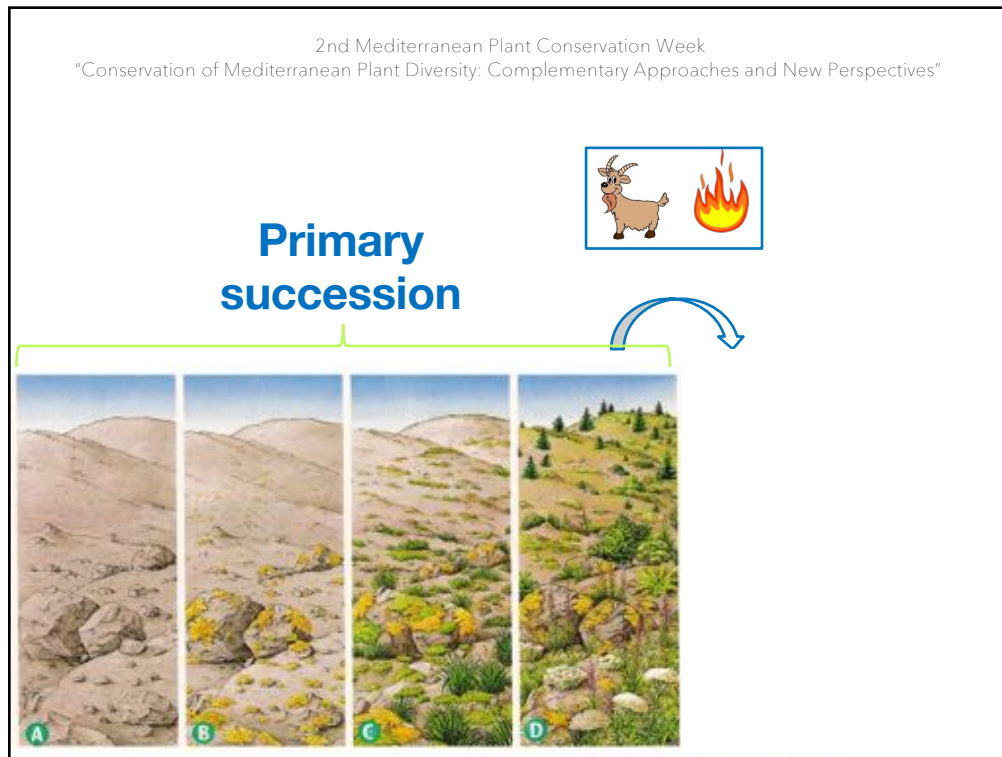 2nd Mediterranean Plant Conservation Week
"Conservation of Mediterranean Plant Diversity: Complementary Approaches and New Perspectives"
Primary
succession
A B C D